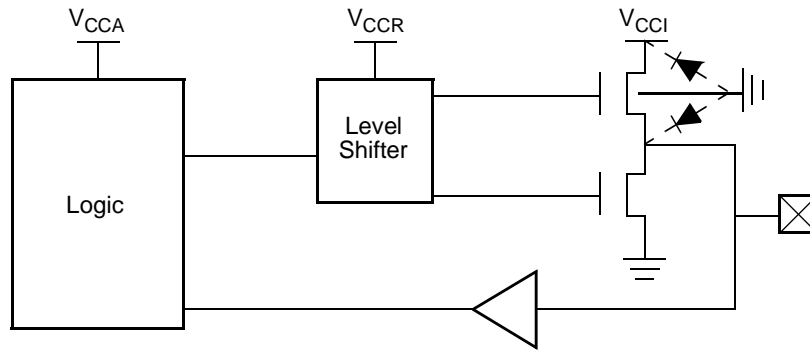 VCCA
VCCR
VCCI
Level
Shifter
Logic